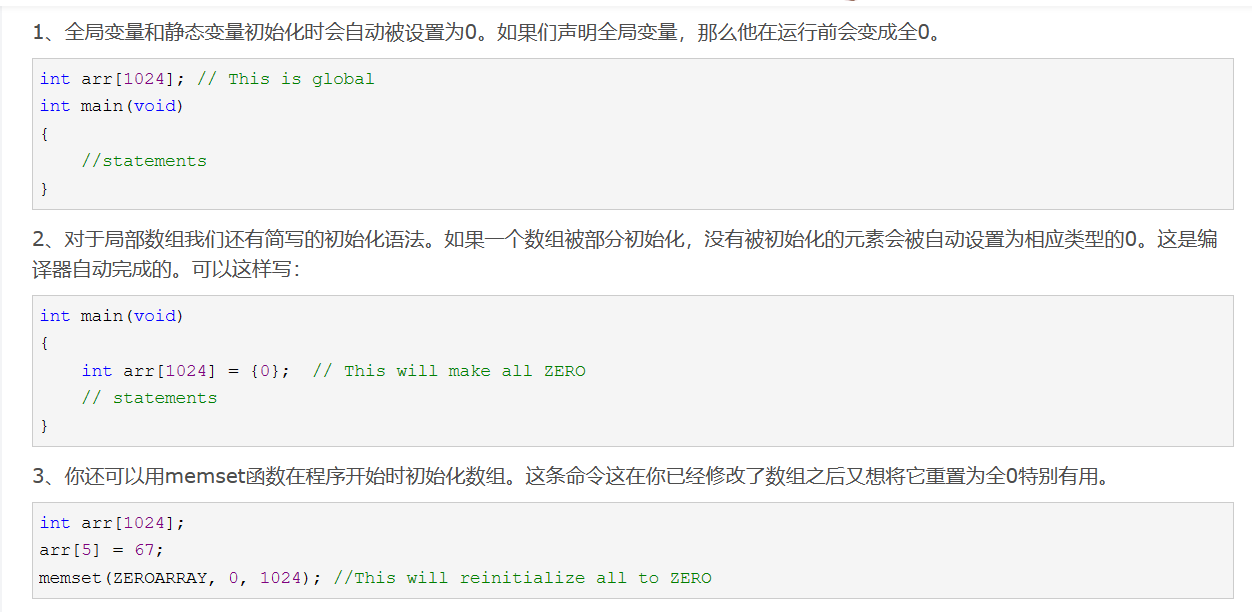 1、全局变量和静态变量初始化时会自动被设置为0。如果们声明全局变量，那么他在运行前会变成全0。
int arr[1024]; // This is global
int main(void)
{
    //statements
}
2、对于局部数组我们还有简写的初始化语法。如果一个数组被部分初始化，没有被初始化的元素会被自动设置为相应类型的0。这是编
译器自动完成的。可以这样写：
int main(void)
{
    int arr[1024] = {0};  // This will make all ZERO
    // statements
}
3、你还可以用memset函数在程序开始时初始化数组。这条命令这在你已经修改了数组之后又想将它重置为全0特别有用。
int arr[1024];
arr[5] = 67;
memset(ZEROARRAY, 0, 1024); //This will reinitialize all to ZERO